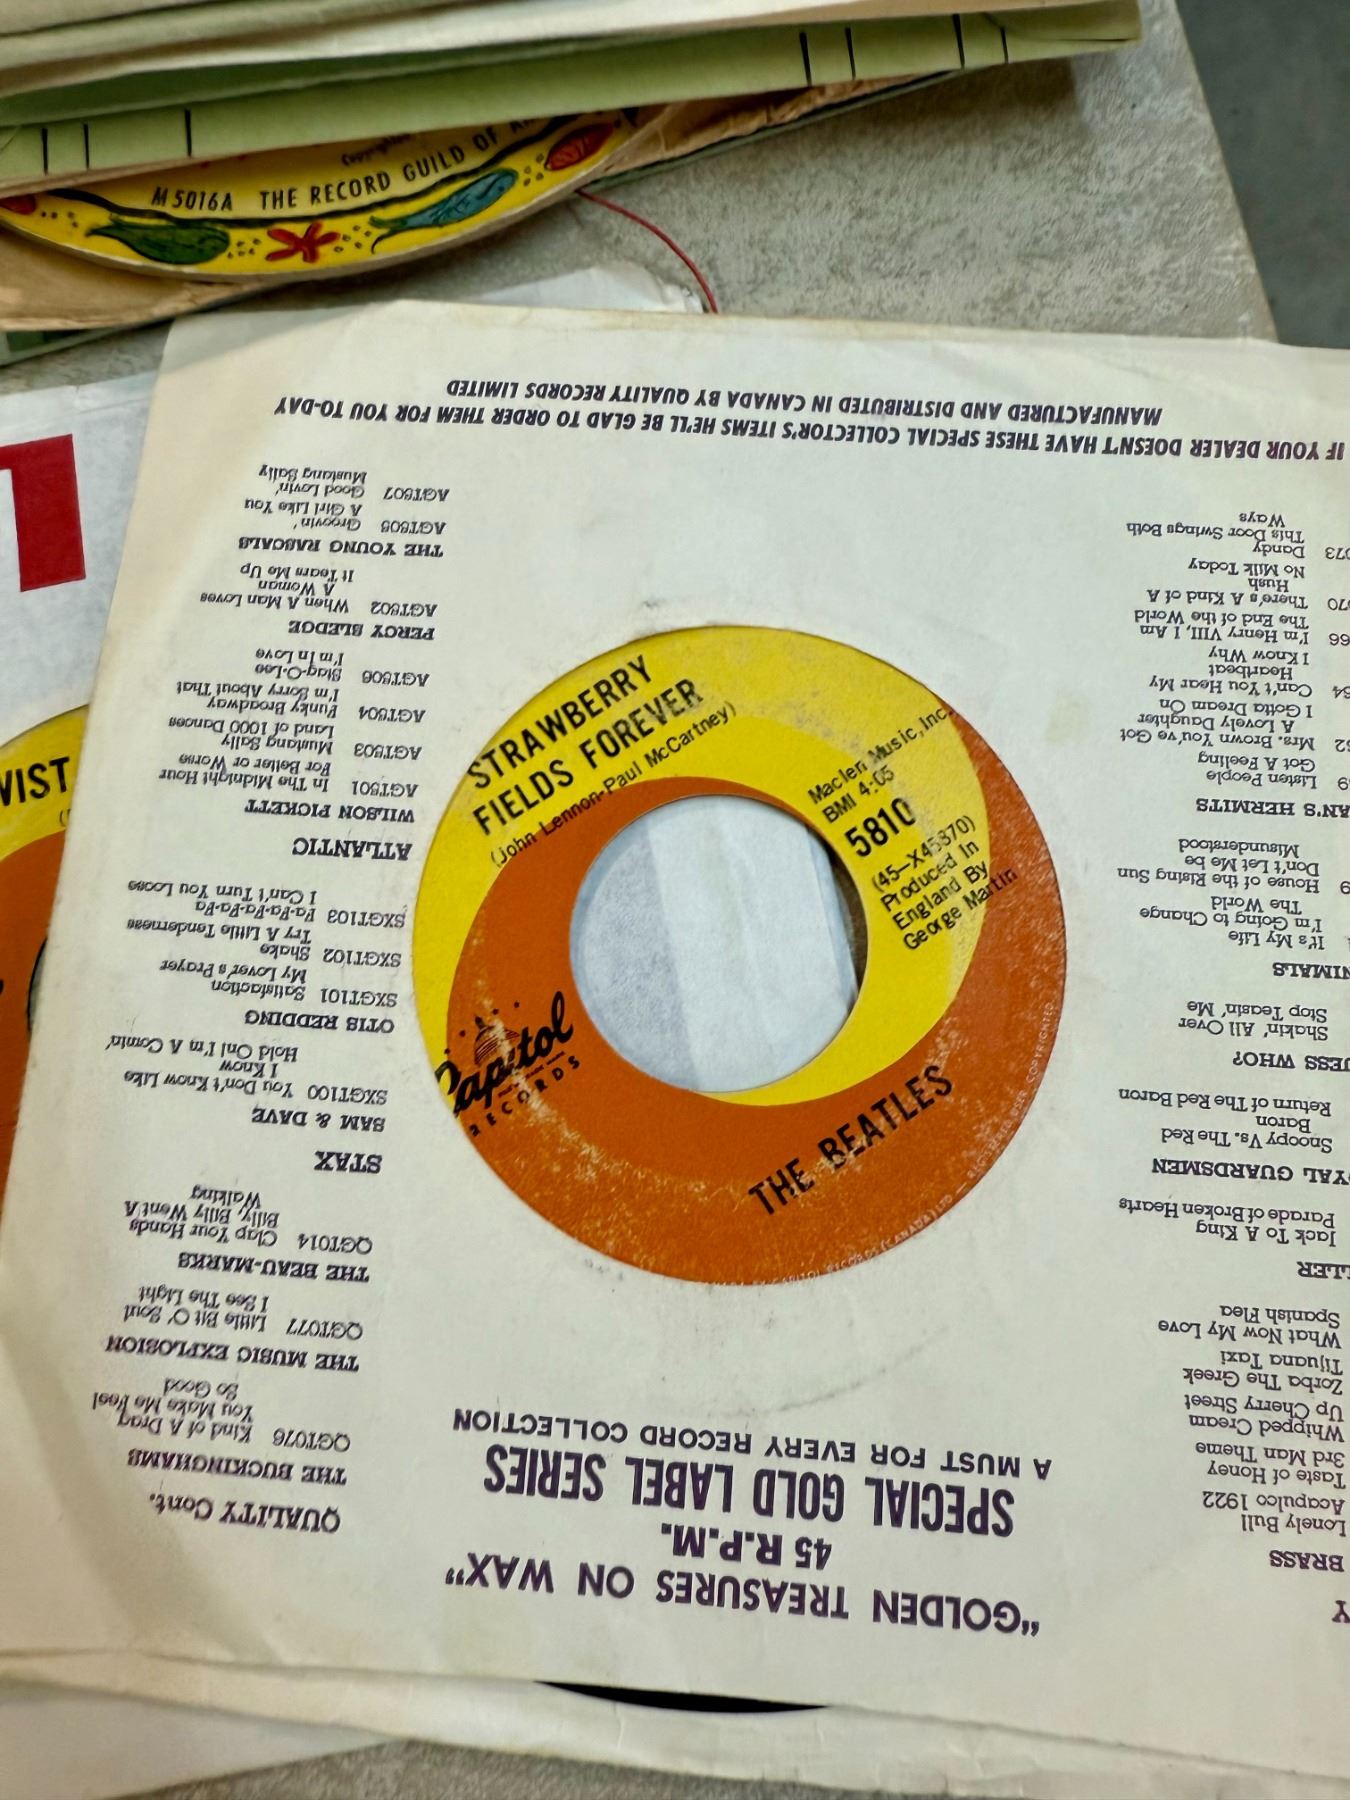 M5016A THE RECORD GUILD OF
VIST
MANUFACTURED AND DISTRIBUTED IN CANADA BY QUALITY RECORDS LIMITED
IF YOUR DEALER DOESN'T HAVE THESE SPECIAL COLLECTOR'S ITEMS HE'LL BE GLAD TO ORDER THEM FOR YOU TO-DAY
STRAWBERRY
FIELDS FOREVER
(John Lennon-Paul McCartney)
Maclen Music, Inc.
BMI 4:05
5810
(45—X45870)
Produced In
England By
George Martin
Capitol
RECORDS
THE BEATLES
"GOLDEN TREASURES ON WAX"
45 R.P.M.
SPECIAL GOLD LABEL SERIES
A MUST FOR EVERY RECORD COLLECTION
BRASS
Lonely Bull
Acapulco 1922
Taste of Honey
3rd Man Theme
Whipped Cream
Up Cherry Street
Zorba The Greek
Tijuana Taxi
What Now My Love
Spanish Flea
Jack To A King
Parade of Broken Hearts
YAL GUARDSMEN
Snoopy Vs. The Red
Baron
Return of The Red Baron
ESS WHO?
Shakin' All Over
Stop Teasin' Me
NIMALS
It's My Life
I'm Going to Change
The World
House of the Rising Sun
Don't Let Me be
Misunderstood
AN'S HERMITS
Listen People
Got A Feeling
Mrs. Brown You've Got
A Lovely Daughter
I Gotta Dream On
Can't You Hear My
Heartbeat
I Know Why
I'm Henry VIII, I Am
The End of the World
There's A Kind of A
Hush
No Milk Today
073 Dandy
This Door Swings Both
Ways
QUALITY Cont.
THE BUCKINGHAMS
QGT076 Kind of A Drag
You Make Me Feel
So Good
THE MUSIC EXPLOSION
QGT077 Little Bit O' Soul
I See The Light
THE BEAU-MARKS
QGT014 Clap Your Hands
Billy, Billy Went A
Walking
STAX
SAM & DAVE
SXGT100 You Don't Know Like
I Know
Hold On! I'm A Comin'
OTIS REDDING
SXGT101 Satisfaction
My Lover's Prayer
SXGT102 Shake
Try A Little Tenderness
SXGT103 Fa-Fa-Fa-Fa-Fa
I Can't Turn You Loose
ATLANTIC
WILSON PICKETT
AGT801 In The Midnight Hour
For Better or Worse
AGT803 Mustang Sally
Land of 1000 Dances
AGT804 Funky Broadway
I'm Sorry About That
AGT806 Stag-O-Lee
I'm In Love
PERCY SLEDGE
AGT802 When A Man Loves
A Woman
It Tears Me Up
THE YOUNG RASCALS
AGT805 Groovin'
A Girl Like You
AGT807 Good Lovin'
Mustang Sally